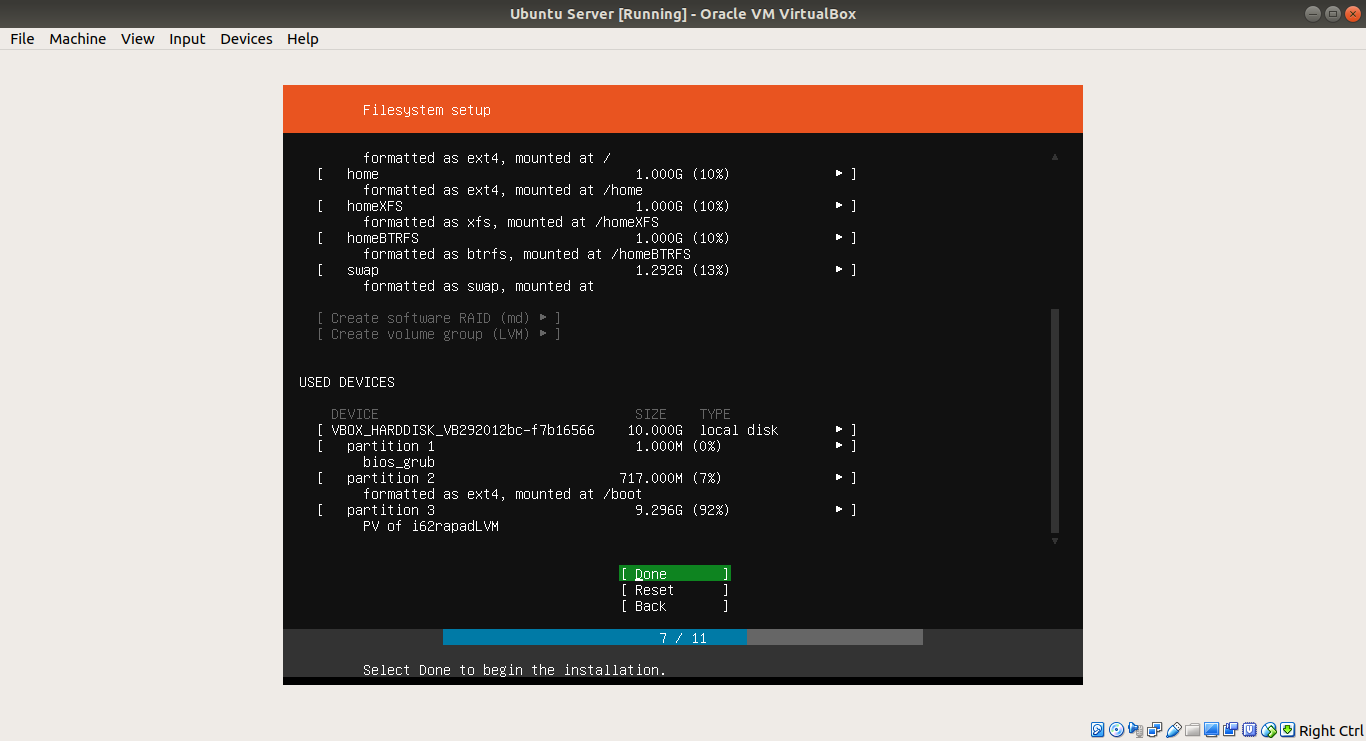 Ubuntu Server [Running] - Oracle VM VirtualBox
File Machine View Input Devices Help
Filesystem setup
formatted as ext4, mounted at /
[ home 1.000G (10%) ▸ ]
formatted as ext4, mounted at /home
[ homeXFS 1.000G (10%) ▸ ]
formatted as xfs, mounted at /homeXFS
[ homeBTRFS 1.000G (10%) ▸ ]
formatted as btrfs, mounted at /homeBTRFS
[ swap 1.292G (13%) ▸ ]
formatted as swap, mounted at
[ Create software RAID (md) ▸ ]
[ Create volume group (LVM) ▸ ]
USED DEVICES
DEVICE SIZE TYPE
[ VBOX_HARDDISK_VB292012bc-f7b16566 10.000G local disk ▸ ]
[ partition 1 1.000M (0%) ▸ ]
bios_grub
[ partition 2 717.000M (7%) ▸ ]
formatted as ext4, mounted at /boot
[ partition 3 9.296G (92%) ▸ ]
PV of i62rapadLVM
[ Done ]
[ Reset ]
[ Back ]
7 / 11
Select Done to begin the installation.
Right Ctrl